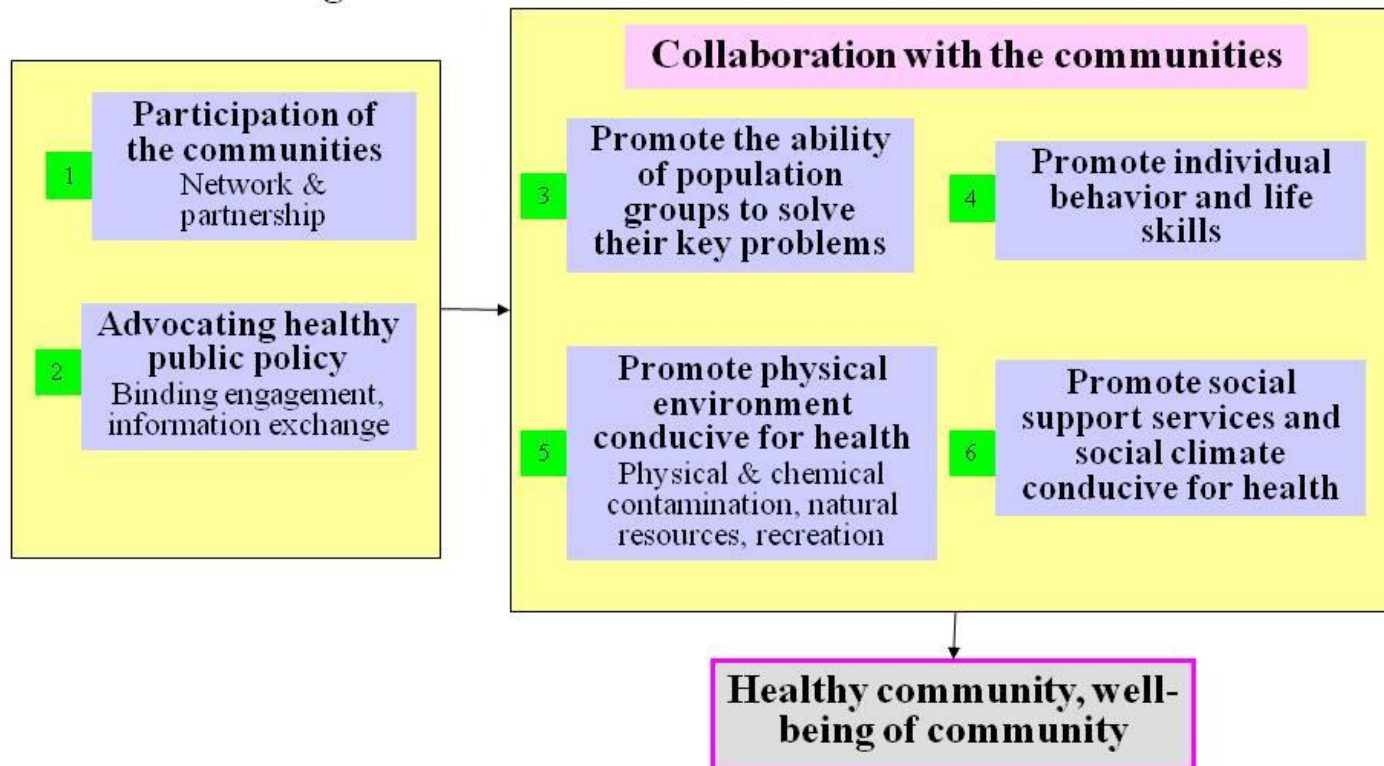 Participation of
the communities
Network &
partnership
1
Advocating healthy
public policy
Binding engagement,
information exchange
2
Collaboration with the communities
Promote the ability
of population
groups to solve
their key problems
3
Promote individual
behavior and life
skills
4
Promote physical
environment
conducive for health
Physical & chemical
contamination, natural
resources, recreation
5
Promote social
support services and
social climate
conducive for health
6
Healthy community, well-
being of community